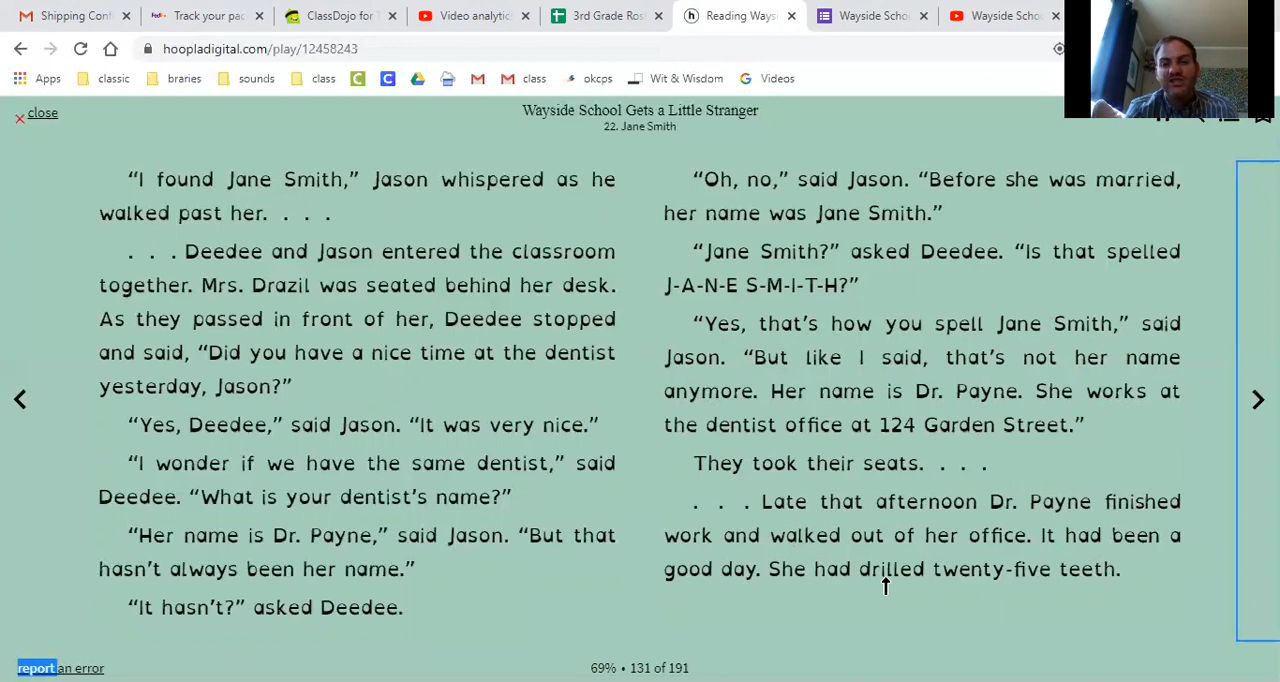 Shipping Conf
Track your pac
ClassDojo for T
Video analytic
3rd Grade Ros
Reading Ways
Wayside Scho
Wayside Schoo
hoopladigital.com/play/12458243
Apps
classic
braries
sounds
class
class
okcps
Wit & Wisdom
Videos
close
Wayside School Gets a Little Stranger
22. Jane Smith
“I found Jane Smith,” Jason whispered as he
walked past her. . . .
. . . Deedee and Jason entered the classroom
together. Mrs. Drazil was seated behind her desk.
As they passed in front of her, Deedee stopped
and said, “Did you have a nice time at the dentist
yesterday, Jason?”
“Yes, Deedee,” said Jason. “It was very nice.”
“I wonder if we have the same dentist,” said
Deedee. “What is your dentist’s name?”
“Her name is Dr. Payne,” said Jason. “But that
hasn’t always been her name.”
“It hasn’t?” asked Deedee.
“Oh, no,” said Jason. “Before she was married,
her name was Jane Smith.”
“Jane Smith?” asked Deedee. “Is that spelled
J-A-N-E S-M-I-T-H?”
“Yes, that’s how you spell Jane Smith,” said
Jason. “But like I said, that’s not her name
anymore. Her name is Dr. Payne. She works at
the dentist office at 124 Garden Street.”
They took their seats. . . .
. . . Late that afternoon Dr. Payne finished
work and walked out of her office. It had been a
good day. She had drilled twenty-five teeth.
report an error
69% • 131 of 191